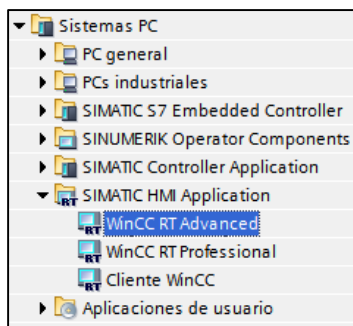 Sistemas PC
PC general
PCs industriales
SIMATIC S7 Embedded Controller
SINUMERIK Operator Components
SIMATIC Controller Application
SIMATIC HMI Application
WinCC RT Advanced
WinCC RT Professional
Cliente WinCC
Aplicaciones de usuario